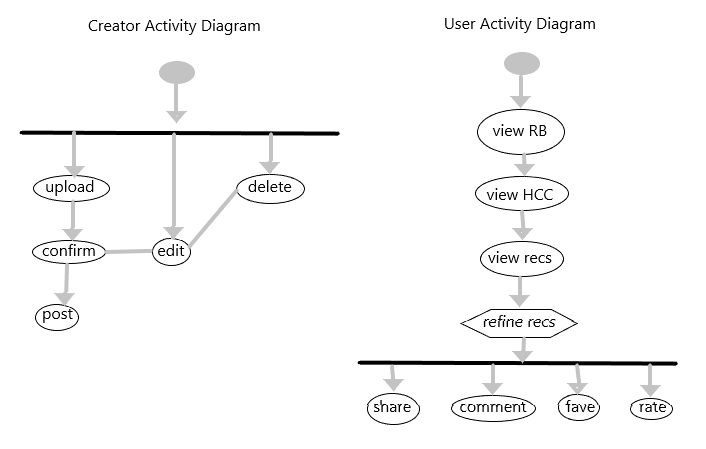 Creator Activity Diagram
upload
delete
confirm
edit
post
User Activity Diagram
view RB
view HCC
view recs
refine recs
share
comment
fave
rate